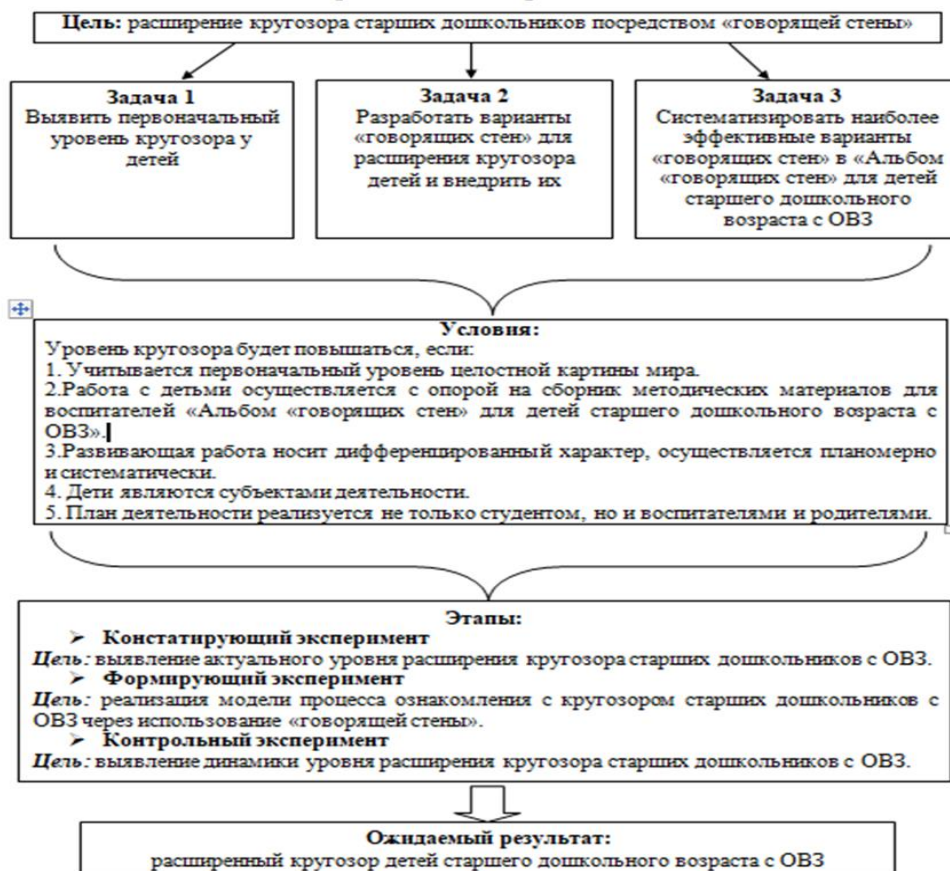 Цель: расширение кругозора старших дошкольников посредством «говорящей стены»
Задача 1
Выявить первоначальный
уровень кругозора у
детей
Задача 2
Разработать варианты
«говорящих стен» для
расширения кругозора
детей и внедрить их
Задача 3
Систематизировать наиболее
эффективные варианты
«говорящих стен» в «Альбом
«говорящих стен» для детей
старшего дошкольного
возраста с ОВЗ
Условия:
Уровень кругозора будет повышаться, если:
1. Учитывается первоначальный уровень целостной картины мира.
2.Работа с детьми осуществляется с опорой на сборник методических материалов для
воспитателей «Альбом «говорящих стен» для детей старшего дошкольного возраста с
ОВЗ».
3.Развивающая работа носит дифференцированный характер, осуществляется планомерно
и систематически.
4. Дети являются субъектами деятельности.
5. План деятельности реализуется не только студентом, но и воспитателями и родителями.
Этапы:
➢ Констатирующий эксперимент
Цель: выявление актуального уровня расширения кругозора старших дошкольников с ОВЗ.
➢ Формирующий эксперимент
Цель: реализация модели процесса ознакомления с кругозором старших дошкольников с
ОВЗ через использование «говорящей стены».
➢ Контрольный эксперимент
Цель: выявление динамики уровня расширения кругозора старших дошкольников с ОВЗ.
Ожидаемый результат:
расширенный кругозор детей старшего дошкольного возраста с ОВЗ